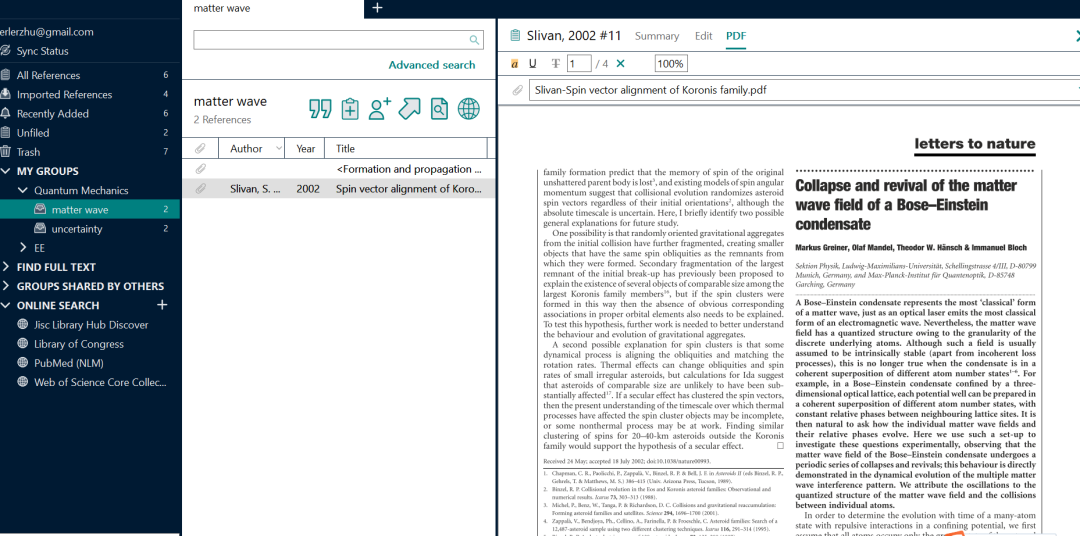 matter wave
+
erlerzhu@gmail.com
Sync Status
All References 6
Imported References 4
Recently Added 6
Unfiled 2
Trash 7
MY GROUPS
Quantum Mechanics
matter wave 2
uncertainty 2
EE
FIND FULL TEXT
GROUPS SHARED BY OTHERS
ONLINE SEARCH +
Jisc Library Hub Discover
Library of Congress
PubMed (NLM)
Web of Science Core Collec...
Advanced search
matter wave
2 References
Author Year Title
<Formation and propagation ...
Slivan, S. ... 2002 Spin vector alignment of Koro...
Slivan, 2002 #11 Summary Edit PDF
a U T 1 / 4 100%
Slivan-Spin vector alignment of Koronis family.pdf
letters to nature
family formation predict that the memory of spin of the original
unshattered parent body is lost³, and existing models of spin angular
momentum suggest that collisional evolution randomizes asteroid
spin vectors regardless of their initial orientations², although the
absolute timescale is uncertain. Here, I briefly identify two possible
general explanations for future study.
One possibility is that randomly oriented gravitational aggregates
from the initial collision have further fragmented, creating smaller
objects that have the same spin obliquities as the remnants from
which they were formed. Secondary fragmentation of the largest
remnant of the initial break-up has previously been proposed to
explain the existence of several objects of comparable size among the
largest Koronis family members¹⁶, but if the spin clusters were
formed in this way then the absence of obvious corresponding
associations in proper orbital elements also needs to be explained.
To test this hypothesis, further work is needed to better understand
the behaviour and evolution of gravitational aggregates.
A second possible explanation for spin clusters is that some
dynamical process is aligning the obliquities and matching the
rotation rates. Thermal effects can change obliquities and spin
rates of small irregular asteroids, but calculations for Ida suggest
that asteroids of comparable size are unlikely to have been sub-
stantially affected¹⁷. If a secular effect has clustered the spin vectors,
then the present understanding of the timescale over which thermal
processes have affected the spin cluster objects may be incomplete,
or some nonthermal process may be at work. Finding similar
clustering of spins for 20–40-km asteroids outside the Koronis
family would support the hypothesis of a secular effect. □
Received 24 May; accepted 18 July 2002; doi:10.1038/nature00993.
1. Chapman, C. R., Paolicchi, P., Zappalà, V., Binzel, R. P. & Bell, J. F. in Asteroids II (eds Binzel, R. P.,
Gehrels, T. & Matthews, M. S.) 386–415 (Univ. Arizona Press, Tucson, 1989).
2. Binzel, R. P. Collisional evolution in the Eos and Koronis asteroid families: Observational and
numerical results. Icarus 73, 303–313 (1988).
3. Michel, P., Benz, W., Tanga, P. & Richardson, D. C. Collisions and gravitational reaccumulation:
Forming asteroid families and satellites. Science 294, 1696–1700 (2001).
4. Zappalà, V., Bendjoya, Ph., Cellino, A., Farinella, P. & Froeschlé, C. Asteroid families: Search of a
12,487-asteroid sample using two different clustering techniques. Icarus 116, 291–314 (1995).
Collapse and revival of the matter
wave field of a Bose–Einstein
condensate
Markus Greiner, Olaf Mandel, Theodor W. Hänsch & Immanuel Bloch
Sektion Physik, Ludwig-Maximilians-Universität, Schellingstrasse 4/III, D-80799
Munich, Germany, and Max-Planck-Institut für Quantenoptik, D-85748
Garching, Germany
A Bose–Einstein condensate represents the most ‘classical’ form
of a matter wave, just as an optical laser emits the most classical
form of an electromagnetic wave. Nevertheless, the matter wave
field has a quantized structure owing to the granularity of the
discrete underlying atoms. Although such a field is usually
assumed to be intrinsically stable (apart from incoherent loss
processes), this is no longer true when the condensate is in a
coherent superposition of different atom number states¹⁻⁶. For
example, in a Bose–Einstein condensate confined by a three-
dimensional optical lattice, each potential well can be prepared in
a coherent superposition of different atom number states, with
constant relative phases between neighbouring lattice sites. It is
then natural to ask how the individual matter wave fields and
their relative phases evolve. Here we use such a set-up to
investigate these questions experimentally, observing that the
matter wave field of the Bose–Einstein condensate undergoes a
periodic series of collapses and revivals; this behaviour is directly
demonstrated in the dynamical evolution of the multiple matter
wave interference pattern. We attribute the oscillations to the
quantized structure of the matter wave field and the collisions
between individual atoms.
In order to determine the evolution with time of a many-atom
state with repulsive interactions in a confining potential, we first
assume that all atoms occupy only the